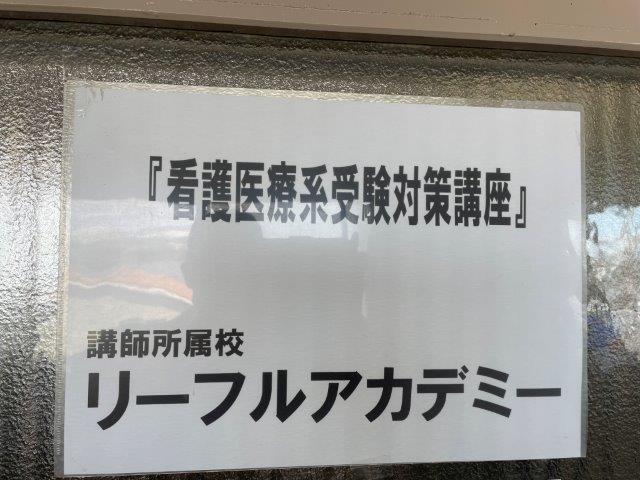 『看護医療系受験対策講座』
講師所属校
リーフルアカデミー